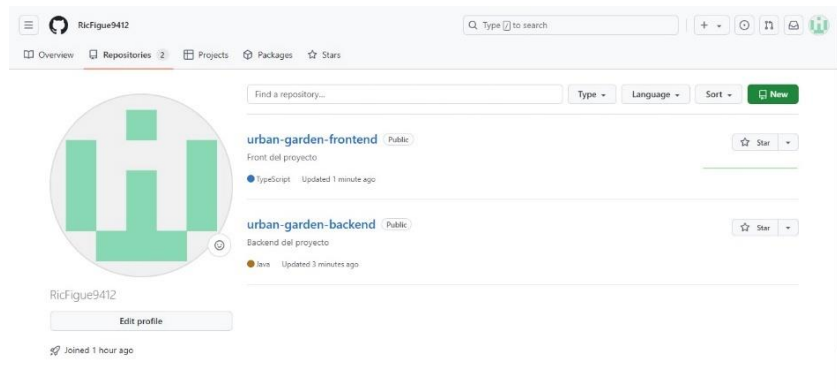 RicFigue9412
Type / to search
Overview Repositories 2 Projects Packages Stars
Find a repository...
Type Language Sort New
urban-garden-frontend Public
Star
Front del proyecto
TypeScript Updated 1 minute ago
urban-garden-backend Public
Star
Backend del proyecto
Java Updated 3 minutes ago
RicFigue9412
Edit profile
Joined 1 hour ago